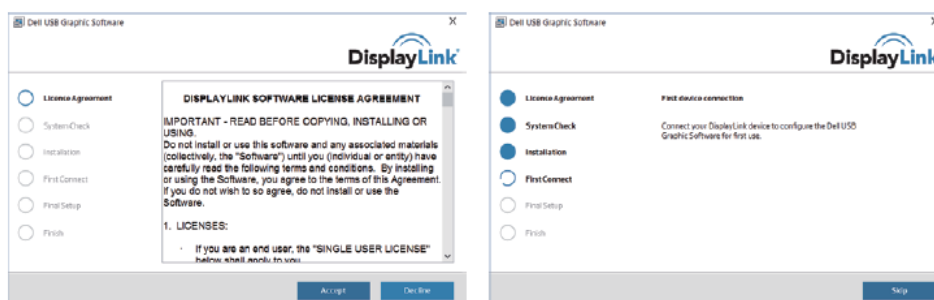 Dell USB Graphic Software
X
DisplayLink
Licence Agreement
System Check
Installation
First Connect
Final Setup
Finish
DISPLAYLINK SOFTWARE LICENSE AGREEMENT
IMPORTANT - READ BEFORE COPYING, INSTALLING OR
USING.
Do not install or use this software and any associated materials
(collectively, the "Software") until you (individual or entity) have
carefully read the following terms and conditions. By installing
or using the Software, you agree to the terms of this Agreement.
If you do not wish to so agree, do not install or use the
Software.
1. LICENSES:
· If you are an end user, the "SINGLE USER LICENSE"
below shall apply to you
Accept
Decline
Dell USB Graphic Software
X
DisplayLink
Licence Agreement
System Check
Installation
First Connect
Final Setup
Finish
First device connection
Connect your DisplayLink device to configure the Dell USB
Graphic Software for first use.
Skip